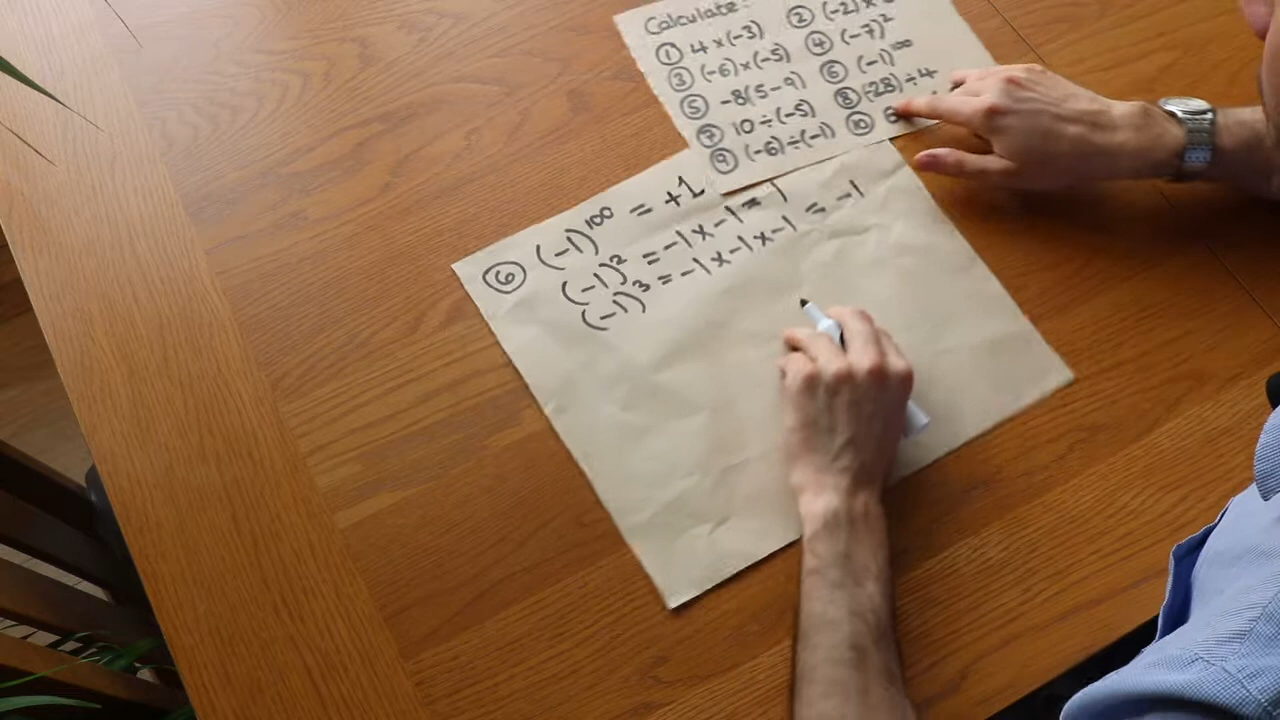 Calculate:
① 4 × (-3) ② (-2) ×
③ (-6) × (-5) ④ (-7)²
⑤ -8(5-9) ⑥ (-1)¹⁰⁰
⑦ 10 ÷ (-5) ⑧ (-28) ÷ 4
⑨ (-6) ÷ (-1) ⑩
⑥ (-1)¹⁰⁰ = +1
(-1)² = -1 × -1 = 1
(-1)³ = -1 × -1 × -1 = -1